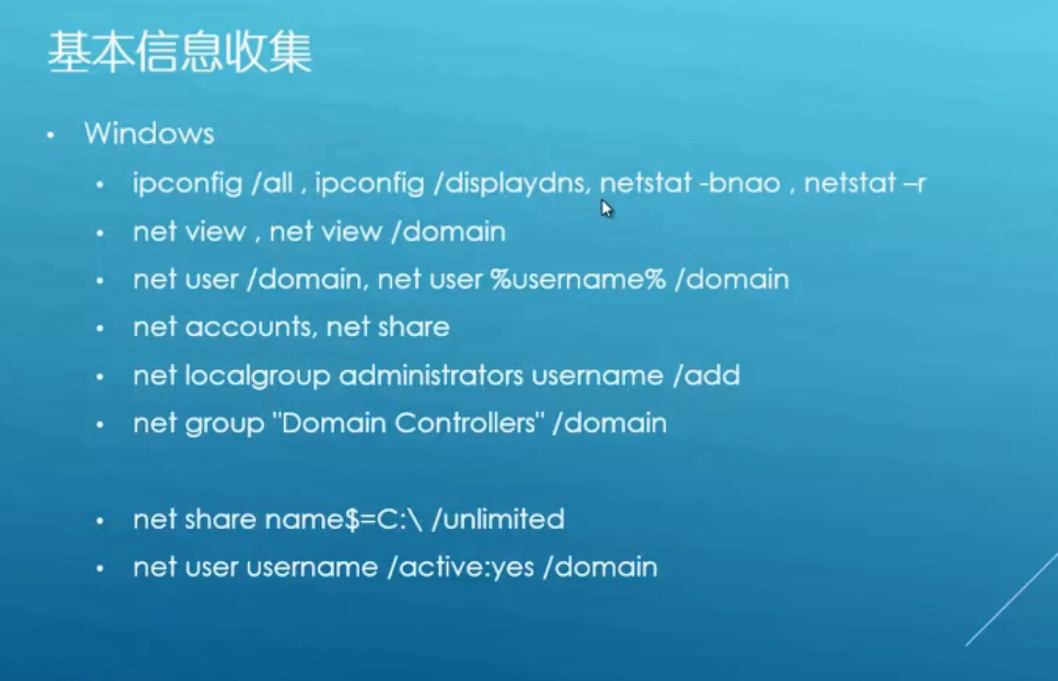 基本信息收集
• Windows
• ipconfig /all , ipconfig /displaydns, netstat -bnao , netstat –r
• net view , net view /domain
• net user /domain, net user %username% /domain
• net accounts, net share
• net localgroup administrators username /add
• net group "Domain Controllers" /domain
• net share name$=C:\ /unlimited
• net user username /active:yes /domain